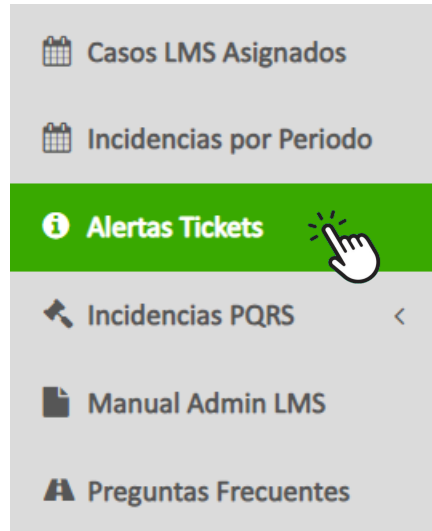 Casos LMS Asignados
Incidencias por Periodo
Alertas Tickets
Incidencias PQRS
Manual Admin LMS
Preguntas Frecuentes